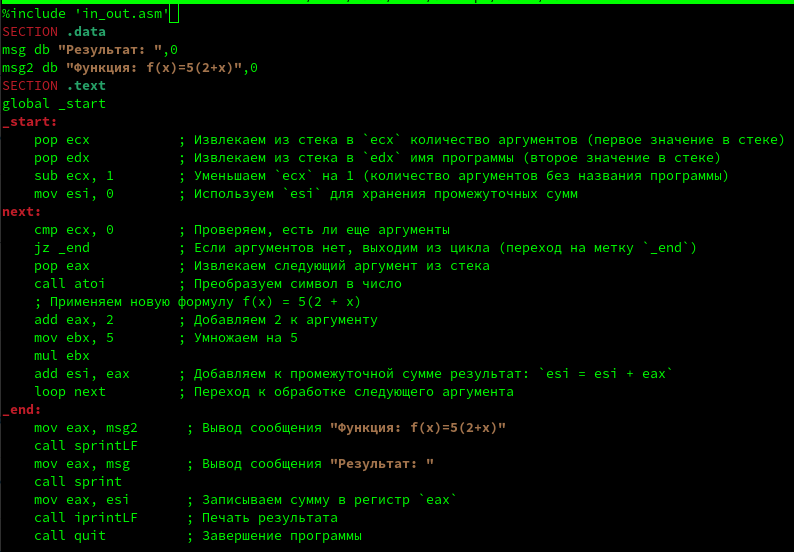 %include 'in_out.asm'
SECTION .data
msg db "Результат: ",0
msg2 db "Функция: f(x)=5(2+x)",0
SECTION .text
global _start
_start:
    pop ecx           ; Извлекаем из стека в `ecx` количество аргументов (первое значение в стеке)
    pop edx           ; Извлекаем из стека в `edx` имя программы (второе значение в стеке)
    sub ecx, 1        ; Уменьшаем `ecx` на 1 (количество аргументов без названия программы)
    mov esi, 0        ; Используем `esi` для хранения промежуточных сумм
next:
    cmp ecx, 0        ; Проверяем, есть ли еще аргументы
    jz _end           ; Если аргументов нет, выходим из цикла (переход на метку `_end`)
    pop eax           ; Извлекаем следующий аргумент из стека
    call atoi         ; Преобразуем символ в число
    ; Применяем новую формулу f(x) = 5(2 + x)
    add eax, 2        ; Добавляем 2 к аргументу
    mov ebx, 5        ; Умножаем на 5
    mul ebx
    add esi, eax      ; Добавляем к промежуточной сумме результат: `esi = esi + eax`
    loop next         ; Переход к обработке следующего аргумента
_end:
    mov eax, msg2      ; Вывод сообщения "Функция: f(x)=5(2+x)"
    call sprintLF
    mov eax, msg       ; Вывод сообщения "Результат: "
    call sprint
    mov eax, esi       ; Записываем сумму в регистр `eax`
    call iprintLF      ; Печать результата
    call quit          ; Завершение программы